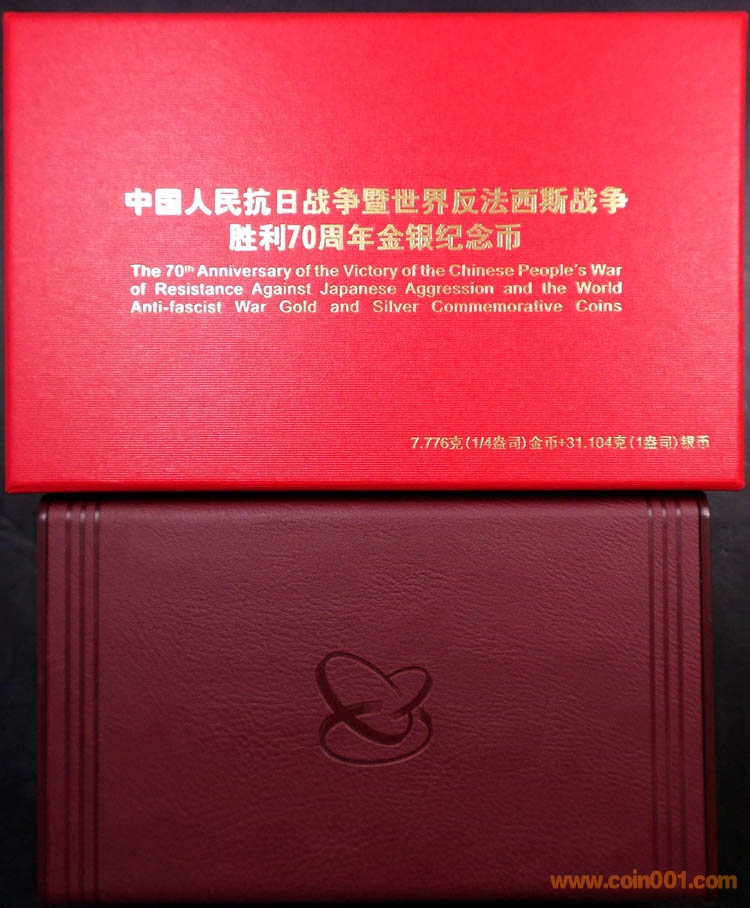 中国人民抗日战争暨世界反法西斯战争
胜利70周年金银纪念币
The 70th Anniversary of the Victory of the Chinese People's War
of Resistance Against Japanese Aggression and the World
Anti-fascist War Gold and Silver Commemorative Coins
7.776克(1/4盎司)金币+31.104克(1盎司)银币
www.coin001.com